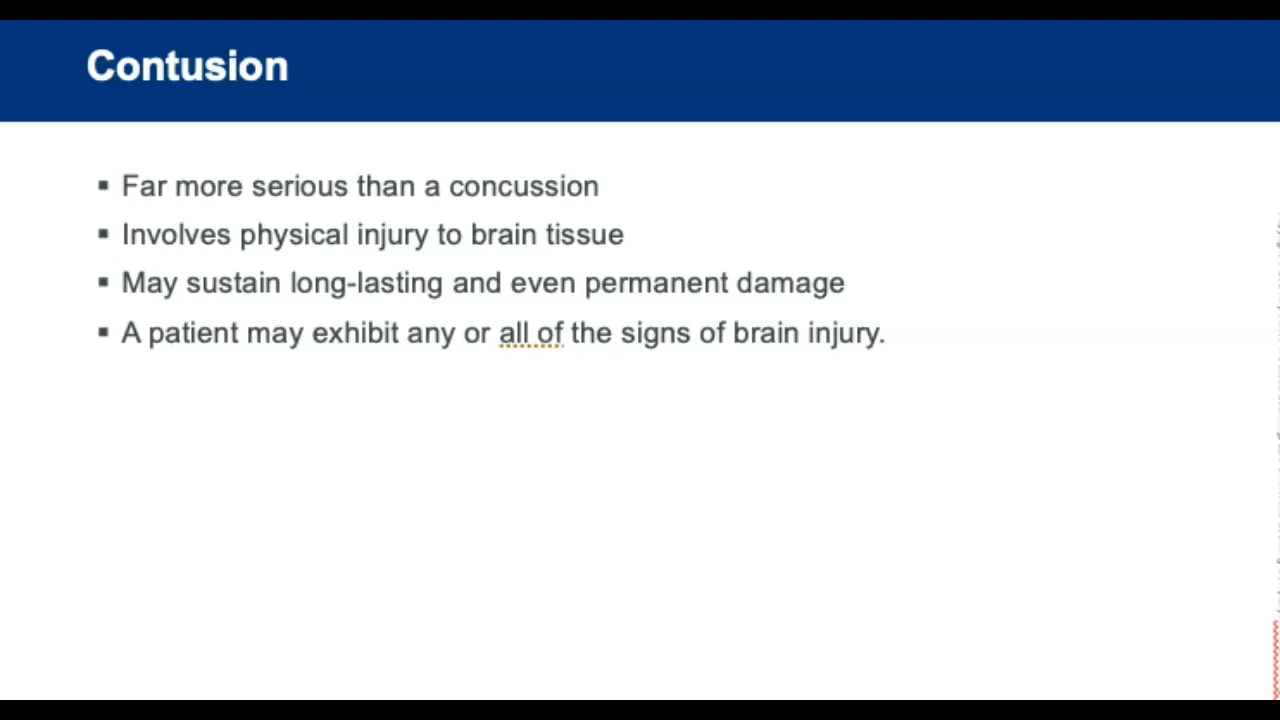 Contusion
▪ Far more serious than a concussion
▪ Involves physical injury to brain tissue
▪ May sustain long-lasting and even permanent damage
▪ A patient may exhibit any or all of the signs of brain injury.